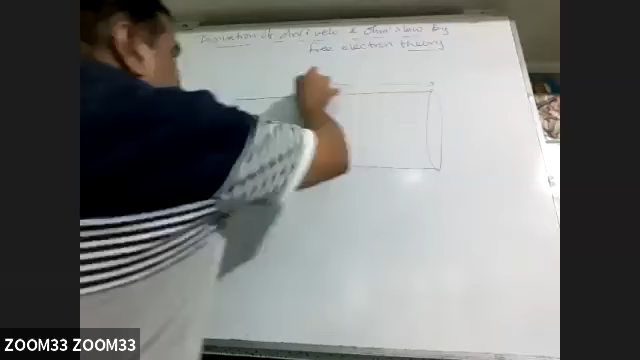 Derivation of drift velo & Ohm's law by
free electron theory
ZOOM33 ZOOM33